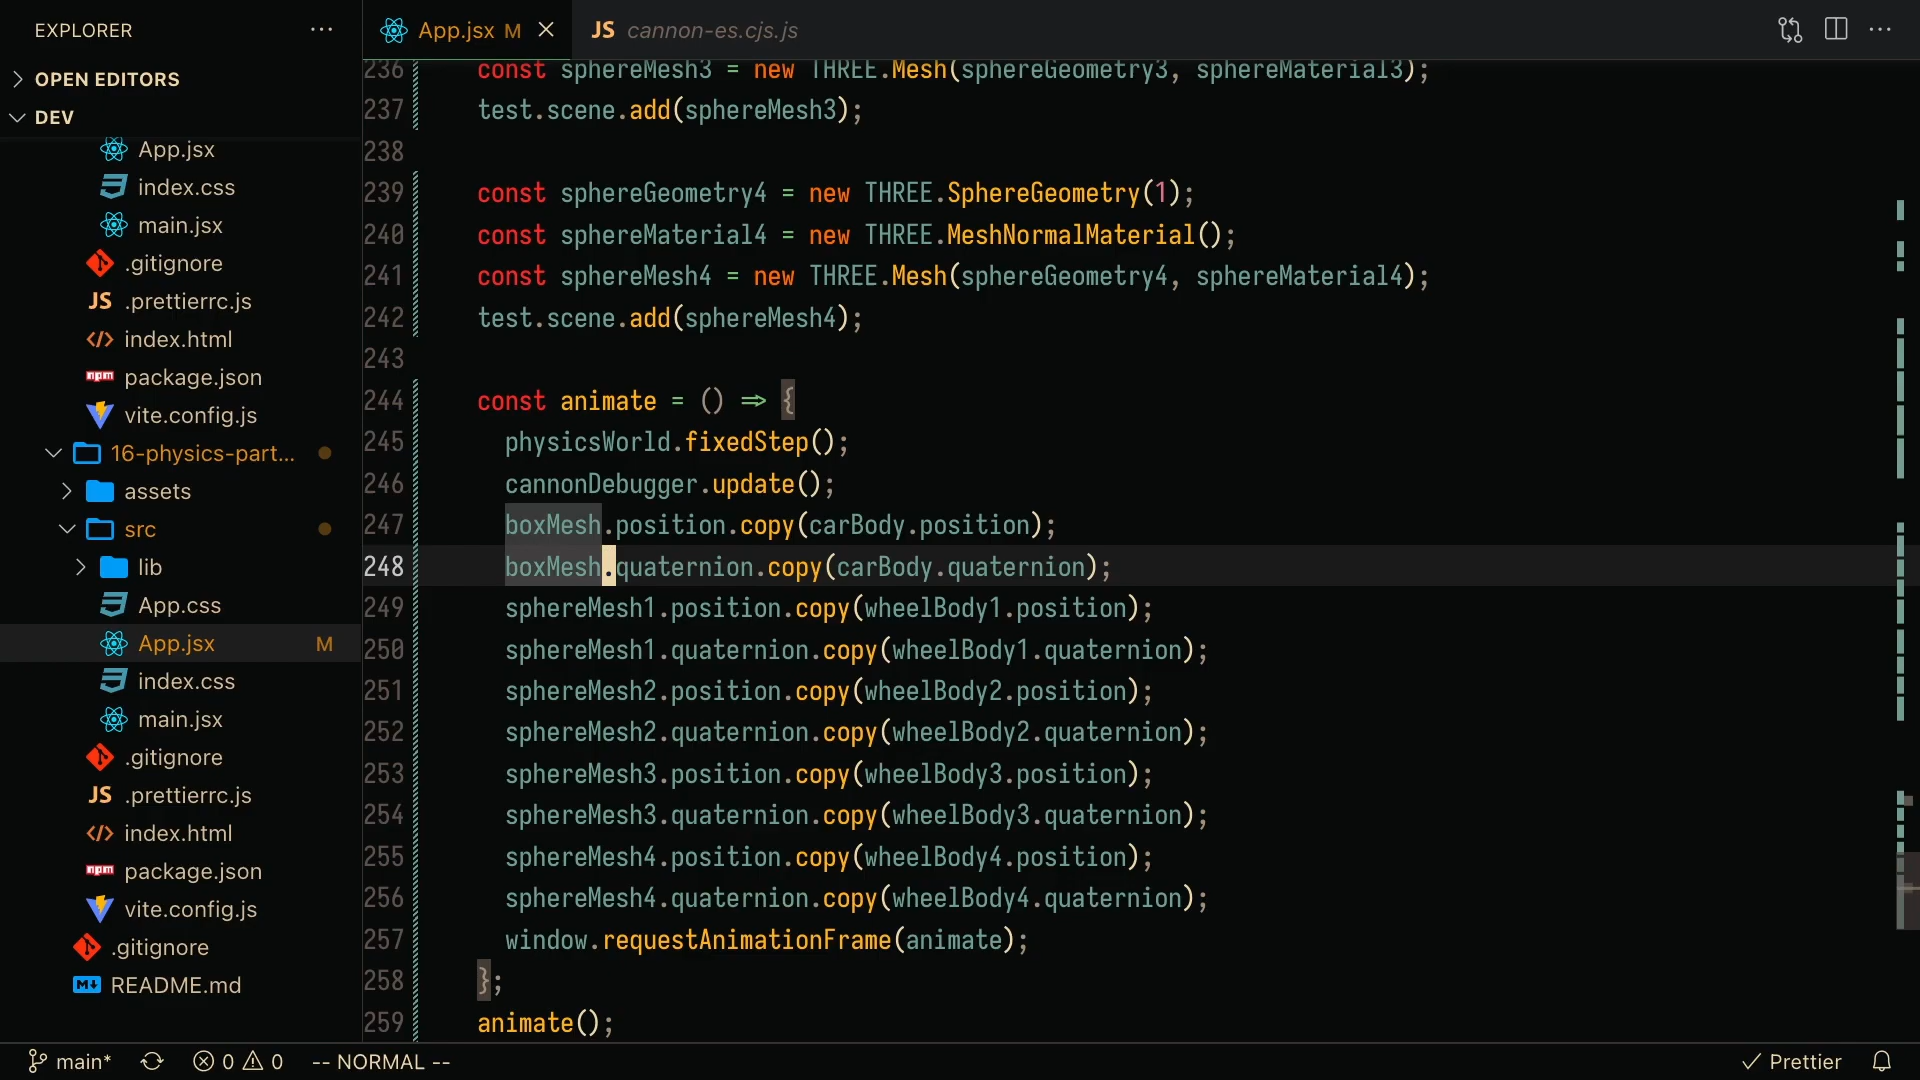 EXPLORER
OPEN EDITORS
DEV
App.jsx
index.css
main.jsx
.gitignore
JS .prettierrc.js
index.html
npm package.json
vite.config.js
16-physics-part...
assets
src
lib
App.css
App.jsx M
index.css
main.jsx
.gitignore
JS .prettierrc.js
index.html
npm package.json
vite.config.js
.gitignore
M README.md
App.jsx M
JS cannon-es.cjs.js
236 const sphereMesh3 = new THREE.Mesh(sphereGeometry3, sphereMaterial3);
237 test.scene.add(sphereMesh3);
238
239 const sphereGeometry4 = new THREE.SphereGeometry(1);
240 const sphereMaterial4 = new THREE.MeshNormalMaterial();
241 const sphereMesh4 = new THREE.Mesh(sphereGeometry4, sphereMaterial4);
242 test.scene.add(sphereMesh4);
243
244 const animate = () => {
245 physicsWorld.fixedStep();
246 cannonDebugger.update();
247 boxMesh.position.copy(carBody.position);
248 boxMesh.quaternion.copy(carBody.quaternion);
249 sphereMesh1.position.copy(wheelBody1.position);
250 sphereMesh1.quaternion.copy(wheelBody1.quaternion);
251 sphereMesh2.position.copy(wheelBody2.position);
252 sphereMesh2.quaternion.copy(wheelBody2.quaternion);
253 sphereMesh3.position.copy(wheelBody3.position);
254 sphereMesh3.quaternion.copy(wheelBody3.quaternion);
255 sphereMesh4.position.copy(wheelBody4.position);
256 sphereMesh4.quaternion.copy(wheelBody4.quaternion);
257 window.requestAnimationFrame(animate);
258 };
259 animate();
main* 0 0 -- NORMAL -- Prettier